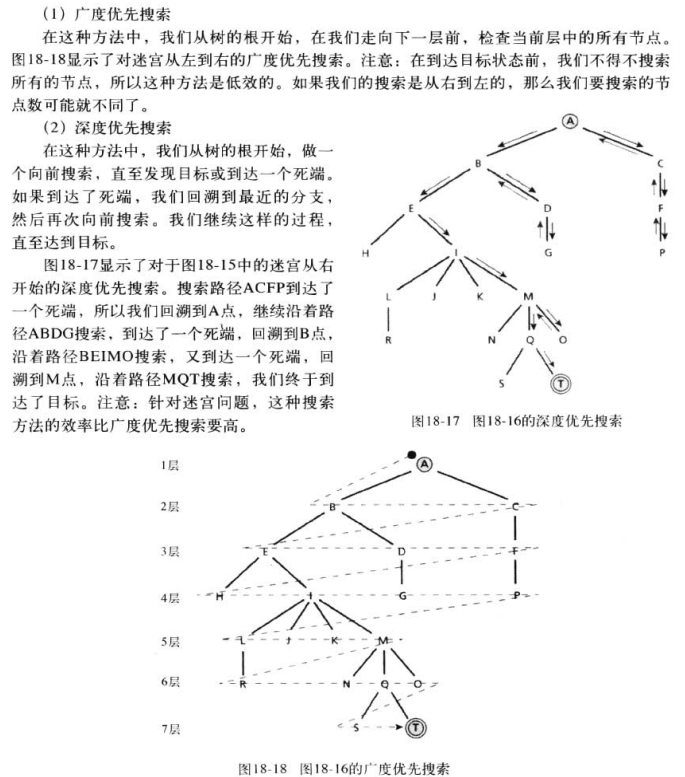 （1）广度优先搜索
在这种方法中，我们从树的根开始，在我们走向下一层前，检查当前层中的所有节点。
图18-18显示了对迷宫从左到右的广度优先搜索。注意：在到达目标状态前，我们不得不搜索
所有的节点，所以这种方法是低效的。如果我们的搜索是从右到左的，那么我们要搜索的节
点数可能就不同了。
（2）深度优先搜索
在这种方法中，我们从树的根开始，做一
个向前搜索，直至发现目标或到达一个死端。
如果到达了死端，我们回溯到最近的分支，
然后再次向前搜索。我们继续这样的过程，
直至达到目标。
图18-17显示了对于图18-15中的迷宫从右
开始的深度优先搜索。搜索路径ACFP到达了
一个死端，所以我们回溯到A点，继续沿着路
径ABDG搜索，到达了一个死端，回溯到B点，
沿着路径BEIMO搜索，又到达一个死端，回
溯到M点，沿着路径MQT搜索，我们终于到
达了目标。注意：针对迷宫问题，这种搜索
方法的效率比广度优先搜索要高。
A
B C
E D F
H I G P
L J K M
R N Q O
S T
图18-17 图18-16的深度优先搜索
1层 A
2层 B C
3层 E D F
4层 H I G P
5层 L J K M
6层 R N Q O
7层 S T
图18-18 图18-16的广度优先搜索